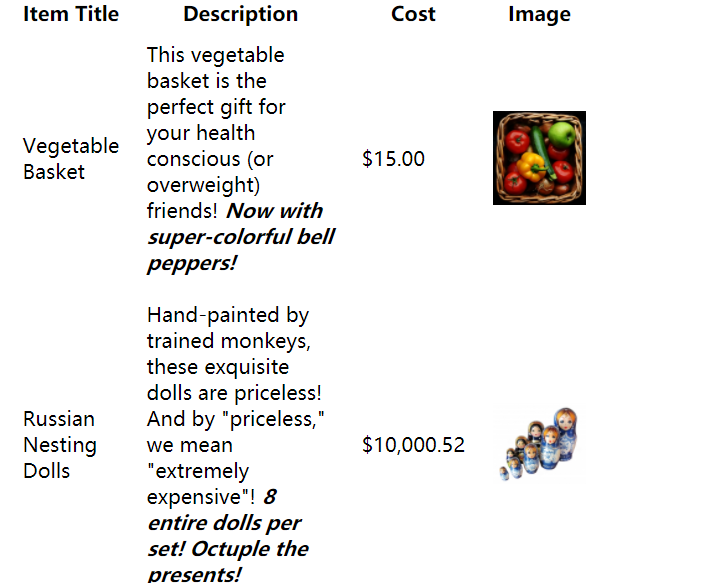 Item Title Description Cost Image
This vegetable
basket is the
perfect gift for
your health
conscious (or
overweight)
friends! Now with
super-colorful bell
peppers!
Vegetable
Basket
$15.00
Hand-painted by
trained monkeys,
these exquisite
dolls are priceless!
And by "priceless,"
we mean
"extremely
expensive"! 8
entire dolls per
set! Octuple the
presents!
Russian
Nesting
Dolls
$10,000.52